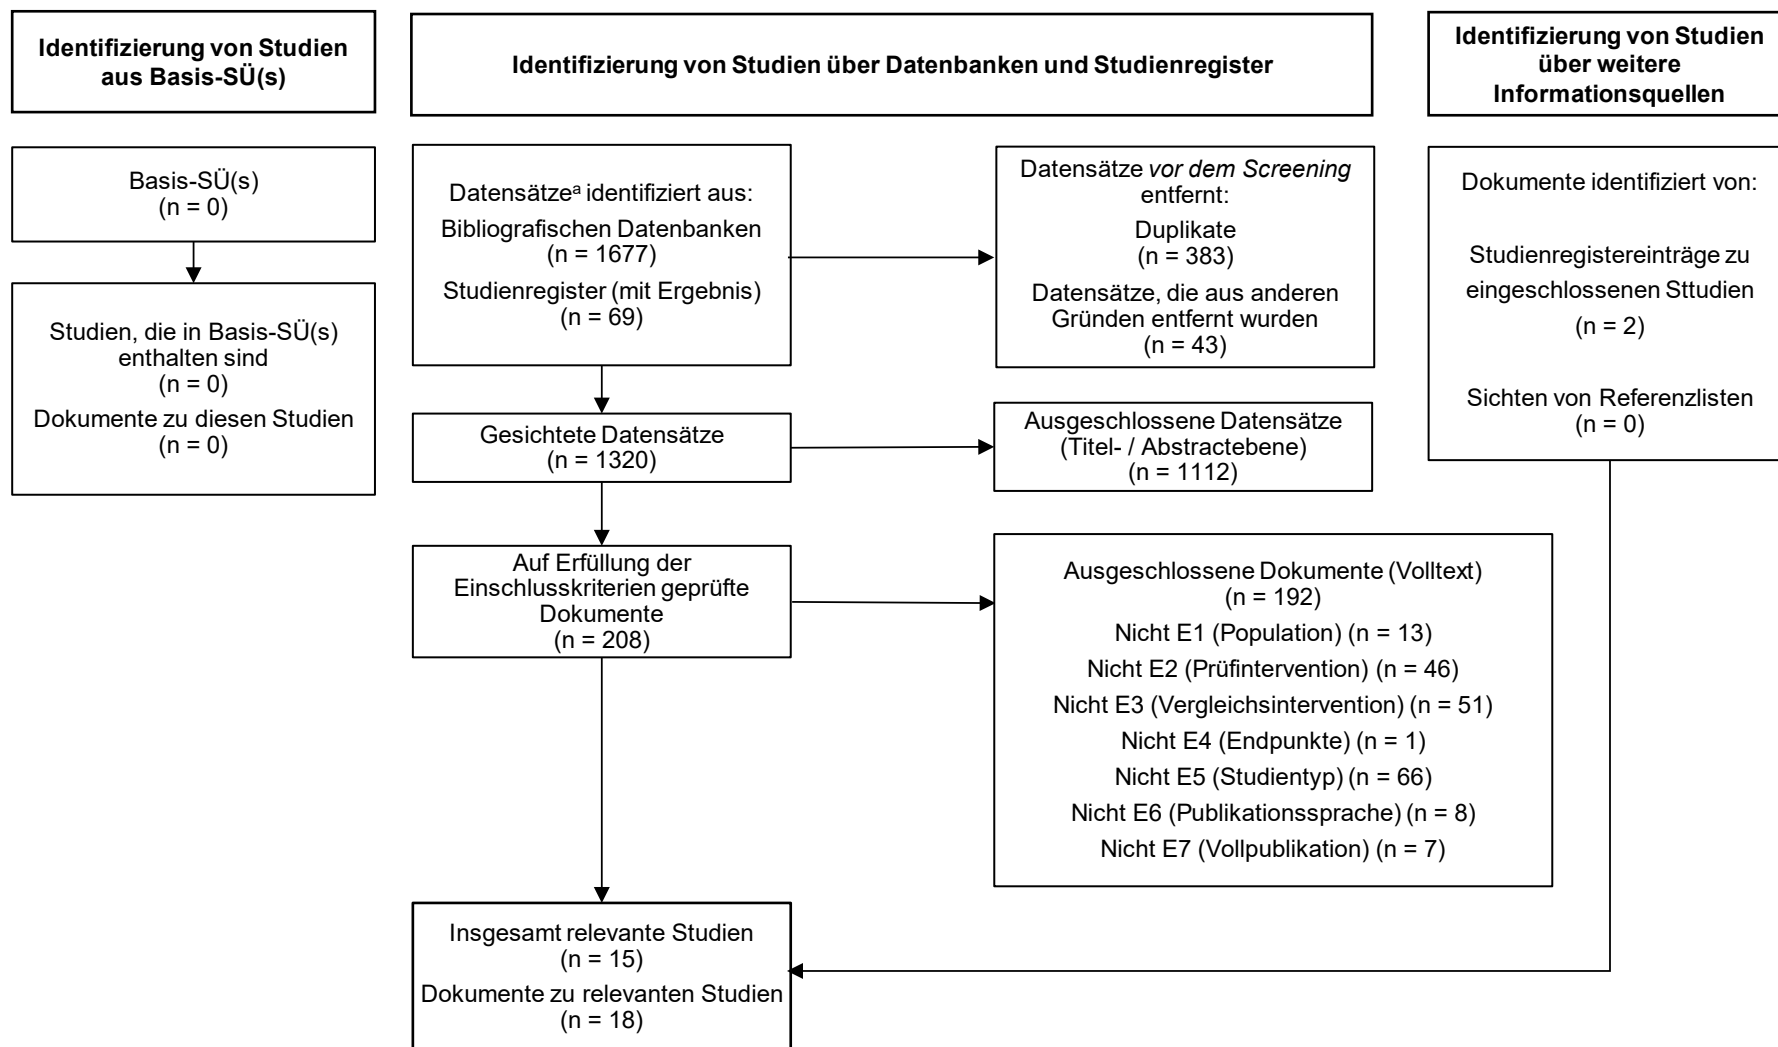 Identifizierung von Studien
aus Basis-SÜ(s)
Basis-SÜ(s)
(n = 0)
Studien, die in Basis-SÜ(s)
enthalten sind
(n = 0)
Dokumente zu diesen Studien
(n = 0)
Identifizierung von Studien über Datenbanken und Studienregister
Datensätzeᵃ identifiziert aus:
Bibliografischen Datenbanken
(n = 1677)
Studienregister (mit Ergebnis)
(n = 69)
Datensätze vor dem Screening
entfernt:
Duplikate
(n = 383)
Datensätze, die aus anderen
Gründen entfernt wurden
(n = 43)
Gesichtete Datensätze
(n = 1320)
Ausgeschlossene Datensätze
(Titel- / Abstractebene)
(n = 1112)
Auf Erfüllung der
Einschlusskriterien geprüfte
Dokumente
(n = 208)
Ausgeschlossene Dokumente (Volltext)
(n = 192)
Nicht E1 (Population) (n = 13)
Nicht E2 (Prüfintervention) (n = 46)
Nicht E3 (Vergleichsintervention) (n = 51)
Nicht E4 (Endpunkte) (n = 1)
Nicht E5 (Studientyp) (n = 66)
Nicht E6 (Publikationssprache) (n = 8)
Nicht E7 (Vollpublikation) (n = 7)
Insgesamt relevante Studien
(n = 15)
Dokumente zu relevanten Studien
(n = 18)
Identifizierung von Studien
über weitere
Informationsquellen
Dokumente identifiziert von:
Studienregistereinträge zu
eingeschlossenen Sttudien
(n = 2)
Sichten von Referenzlisten
(n = 0)